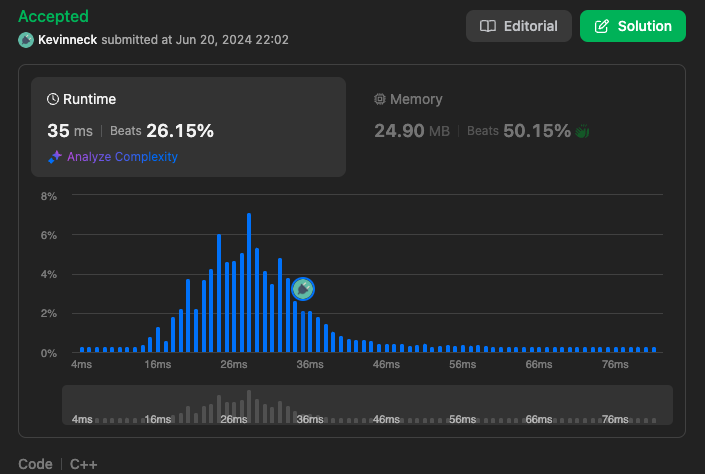 Accepted
Kevinneck submitted at Jun 20, 2024 22:02
Editorial
Solution
Runtime
35 ms | Beats 26.15%
Analyze Complexity
Memory
24.90 MB | Beats 50.15%
8%
6%
4%
2%
0%
4ms 16ms 26ms 36ms 46ms 56ms 66ms 76ms
4ms 16ms 26ms 36ms 46ms 56ms 66ms 76ms
Code | C++